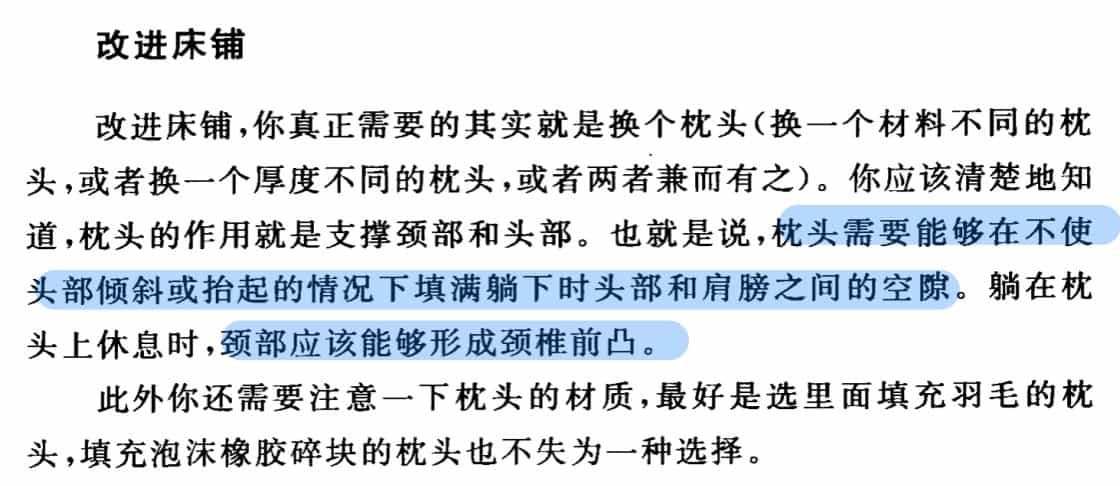 改进床铺
改进床铺,你真正需要的其实就是换个枕头(换一个材料不同的枕
头,或者换一个厚度不同的枕头,或者两者兼而有之)。你应该清楚地知
道,枕头的作用就是支撑颈部和头部。也就是说,枕头需要能够在不使
头部倾斜或抬起的情况下填满躺下时头部和肩膀之间的空隙。躺在枕
头上休息时,颈部应该能够形成颈椎前凸。
此外你还需要注意一下枕头的材质,最好是选里面填充羽毛的枕
头,填充泡沫橡胶碎块的枕头也不失为一种选择。